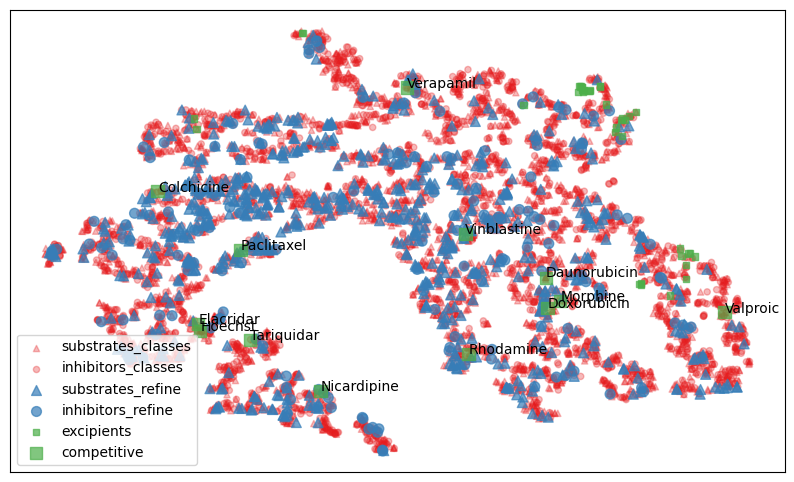 Verapamil
Colchicine
Vinblastine
Paclitaxel
Daunorubicin
Morphine
Doxorubicin
Valproic
Elacridar
Hoechst
Tariquidar
Rhodamine
Nicardipine
substrates_classes
inhibitors_classes
substrates_refine
inhibitors_refine
excipients
competitive